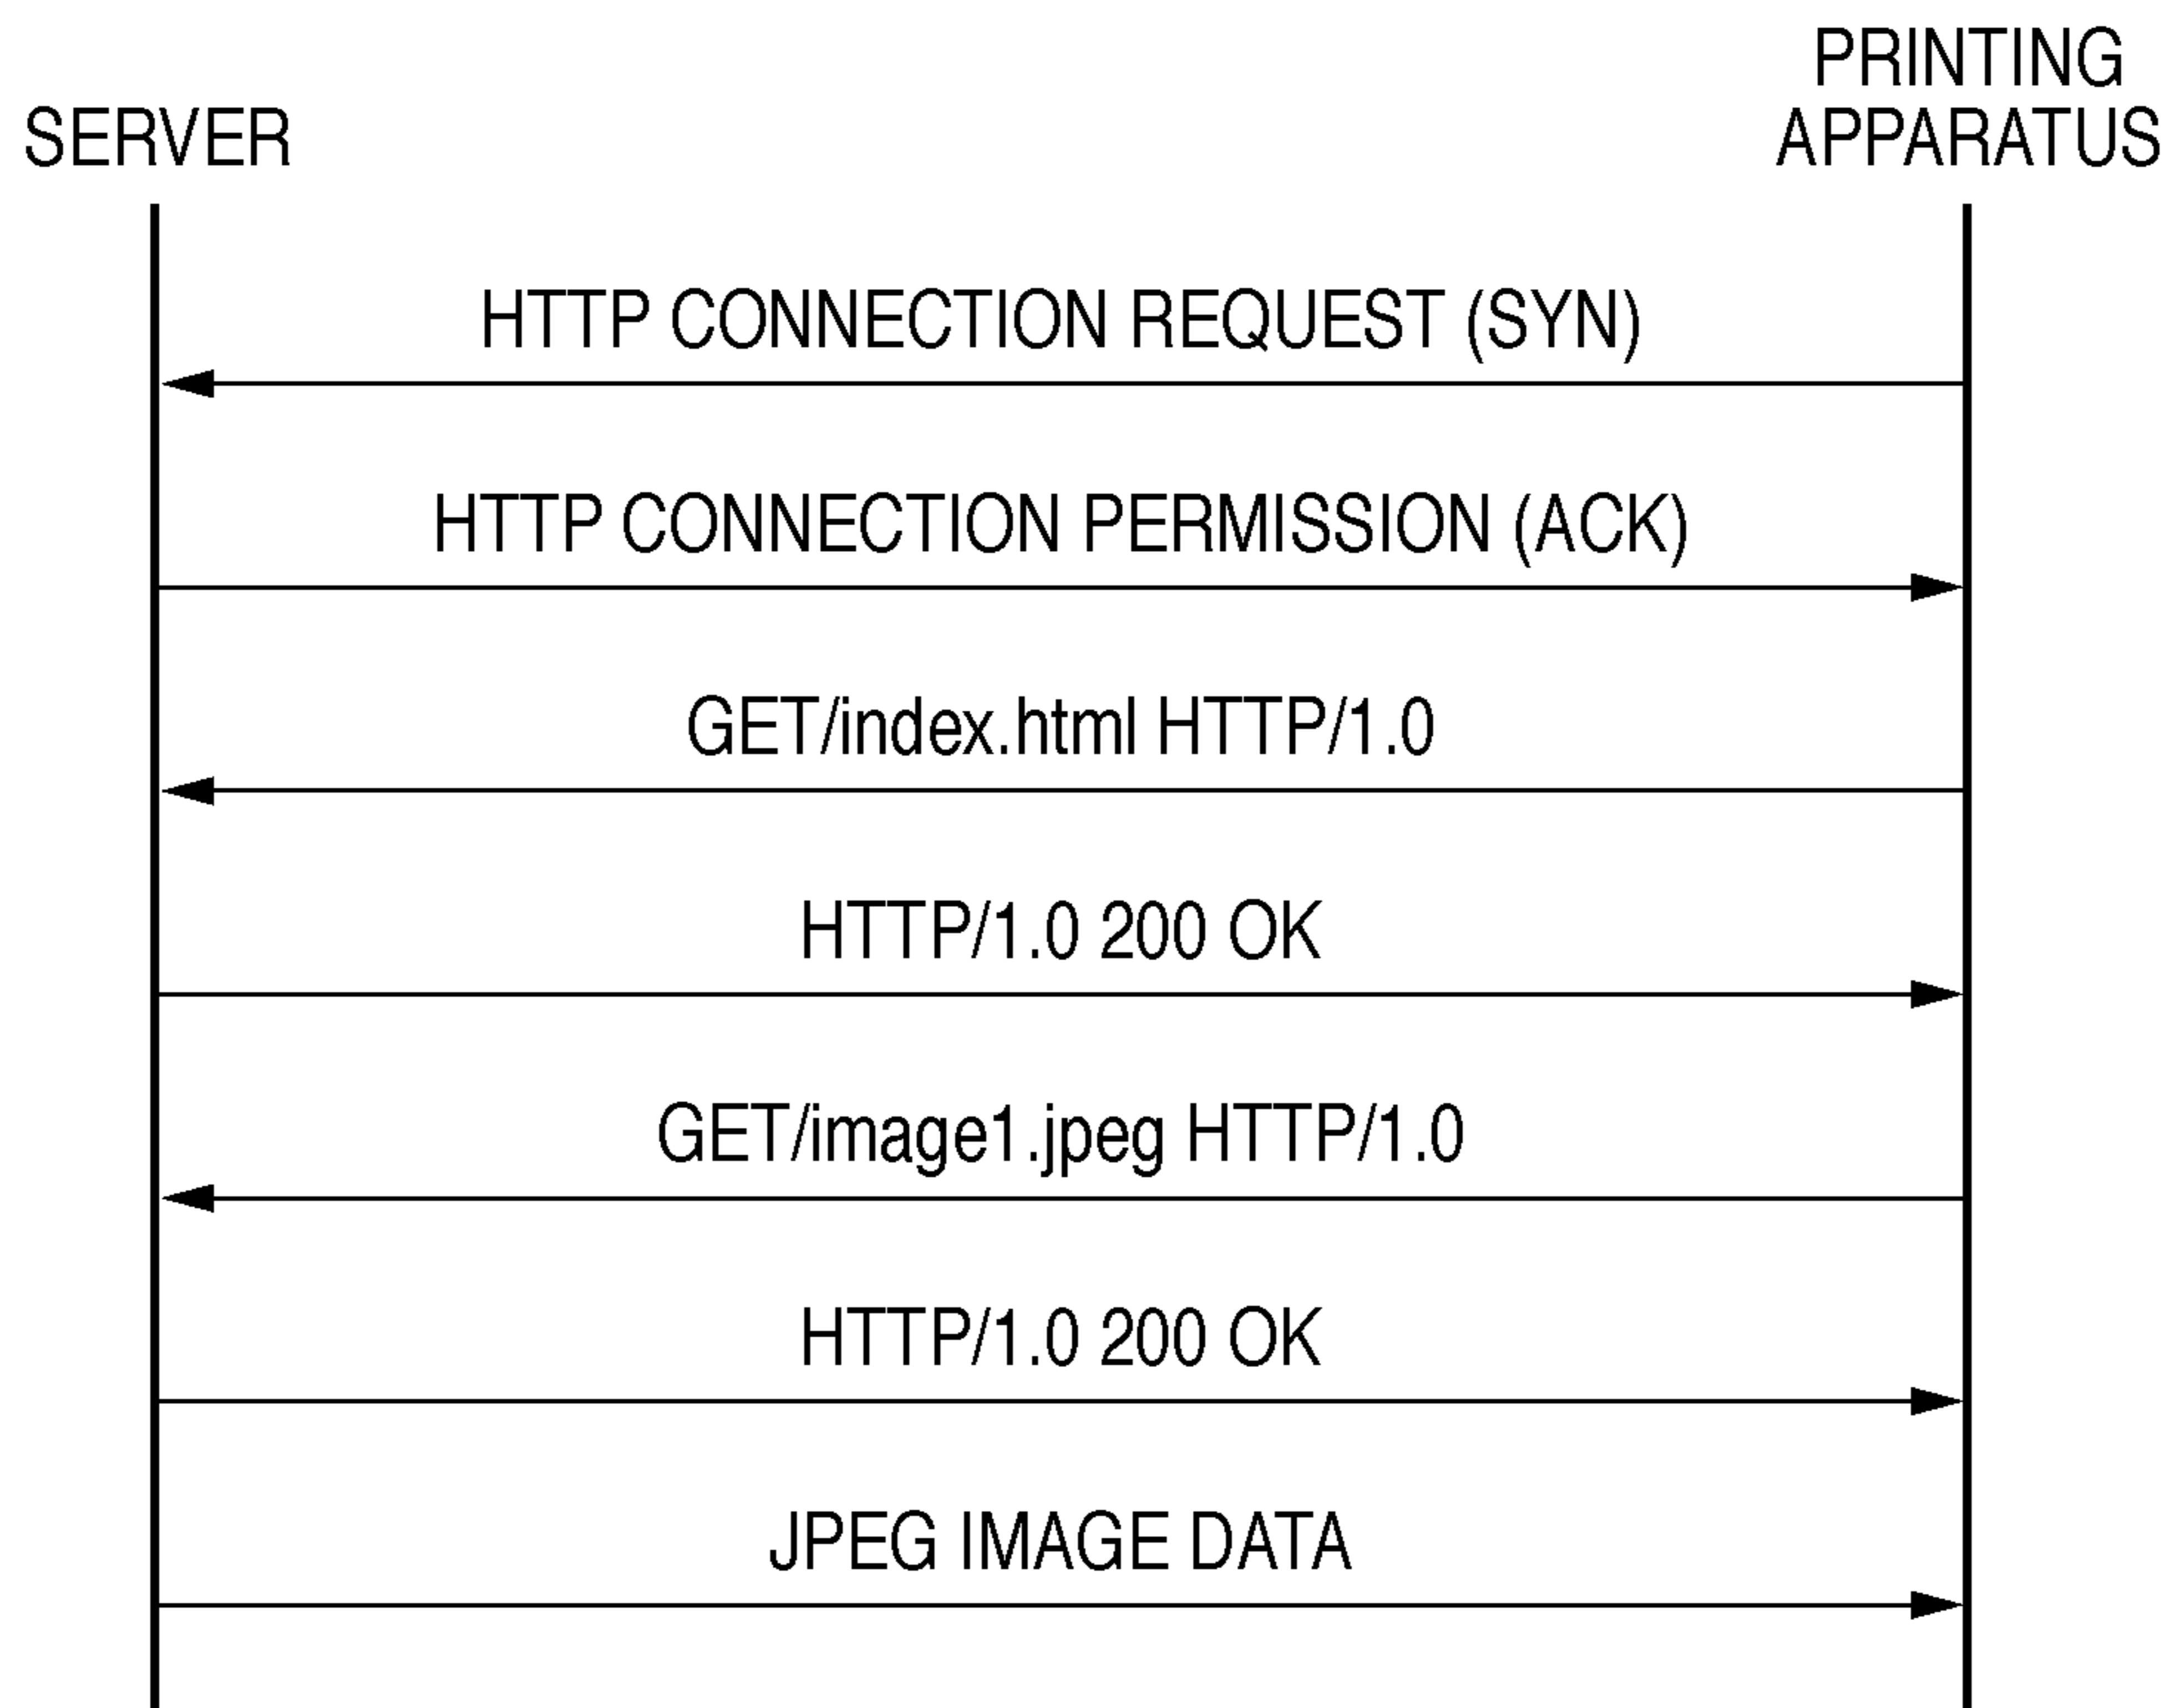 SERVER
PRINTING
APPARATUS
HTTP CONNECTION REQUEST (SYN)
HTTP CONNECTION PERMISSION (ACK)
GET/index.html HTTP/1.0
HTTP/1.0 200 OK
GET/image1.jpeg HTTP/1.0
HTTP/1.0 200 OK
JPEG IMAGE DATA